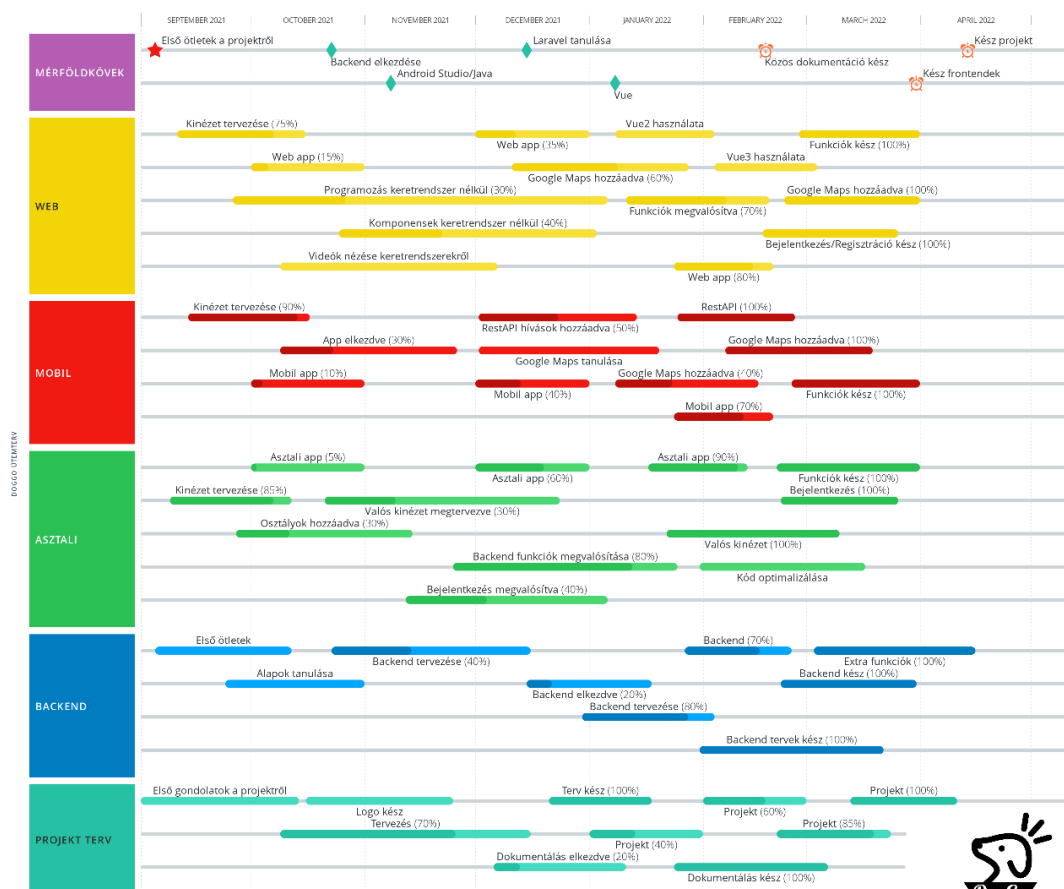 SEPTEMBER 2021 OCTOBER 2021 NOVEMBER 2021 DECEMBER 2021 JANUARY 2022 FEBRUARY 2022 MARCH 2022 APRIL 2022
DOGGO ÜTEMTERV
MÉRFÖLDKÖVEK
Első ötletek a projektről
Laravel tanulása
Kész projekt
Backend elkezdése
Közös dokumentáció kész
Android Studio/Java
Kész frontendek
Vue
WEB
Kinézet tervezése (75%)
Vue2 használata
Web app (35%)
Funkciók kész (100%)
Web app (15%)
Vue3 használata
Google Maps hozzáadva (60%)
Programozás keretrendszer nélkül (30%)
Google Maps hozzáadva (100%)
Funkciók megvalósítva (70%)
Komponensek keretrendszer nélkül (40%)
Bejelentkezés/Regisztráció kész (100%)
Videók nézése keretrendszerekről
Web app (80%)
MOBIL
Kinézet tervezése (90%)
RestAPI (100%)
RestAPI hívások hozzáadva (50%)
App elkezdve (30%)
Google Maps hozzáadva (100%)
Google Maps tanulása
Mobil app (10%)
Google Maps hozzáadva (40%)
Mobil app (40%)
Funkciók kész (100%)
Mobil app (70%)
ASZTALI
Asztali app (5%)
Asztali app (90%)
Asztali app (60%)
Funkciók kész (100%)
Kinézet tervezése (85%)
Bejelentkezés (100%)
Valós kinézet megtervezve (30%)
Osztályok hozzáadva (30%)
Valós kinézet (100%)
Backend funkciók megvalósítása (80%)
Kód optimalizálása
Bejelentkezés megvalósítva (40%)
BACKEND
Első ötletek
Backend (70%)
Backend tervezése (40%)
Extra funkciók (100%)
Alapok tanulása
Backend kész (100%)
Backend elkezdve (20%)
Backend tervezése (80%)
Backend tervek kész (100%)
PROJEKT TERV
Első gondolatok a projektről
Terv kész (100%)
Projekt (100%)
Logo kész
Projekt (60%)
Tervezés (70%)
Projekt (85%)
Projekt (40%)
Dokumentálás elkezdve (20%)
Dokumentálás kész (100%)